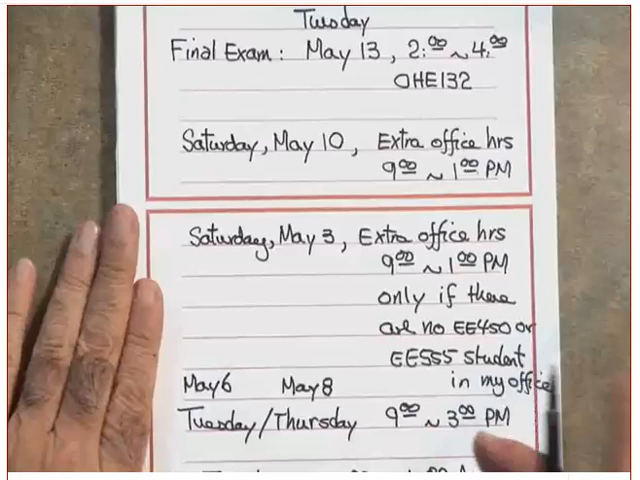 Tuesday
Final Exam: May 13, 2:00 ~ 4:00
OHE132
Saturday, May 10, Extra office hrs
9:00 ~ 1:00 PM
Saturday, May 3, Extra office hrs
9:00 ~ 1:00 PM
only if there
are no EE450 or
EE555 student
in my office
May 6 May 8
Tuesday/Thursday 9:00 ~ 3:00 PM